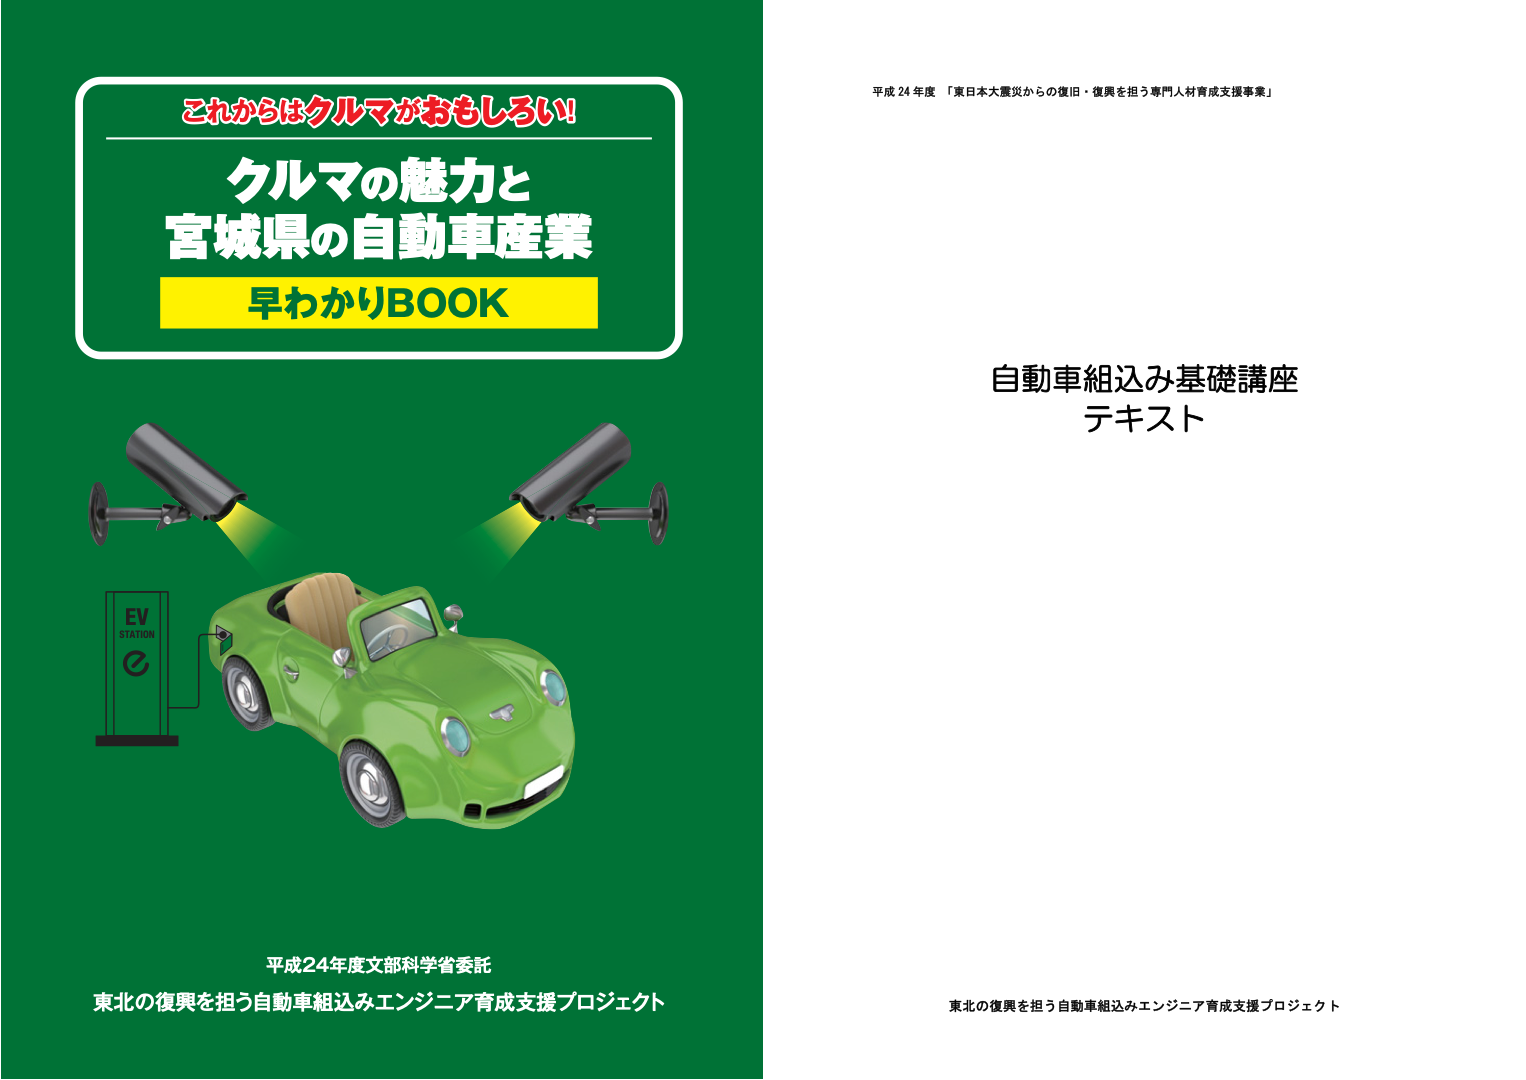 これからはクルマがおもしろい!
クルマの魅力と
宮城県の自動車産業
早わかりBOOK
EV
STATION
平成24年度文部科学省委託
東北の復興を担う自動車組込みエンジニア育成支援プロジェクト
平成 24 年度 「東日本大震災からの復旧・復興を担う専門人材育成支援事業」
自動車組込み基礎講座
テキスト
東北の復興を担う自動車組込みエンジニア育成支援プロジェクト